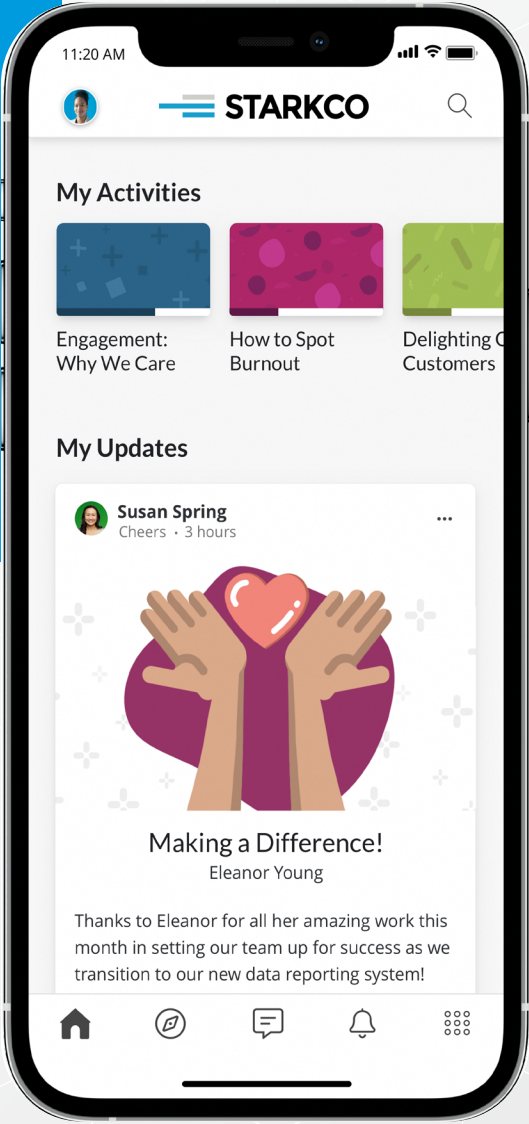 11:20 AM
STARKCO
My Activities
Engagement:
Why We Care
How to Spot
Burnout
Delighting
Customers
My Updates
Susan Spring
Cheers • 3 hours
Making a Difference!
Eleanor Young
Thanks to Eleanor for all her amazing work this
month in setting our team up for success as we
transition to our new data reporting system!